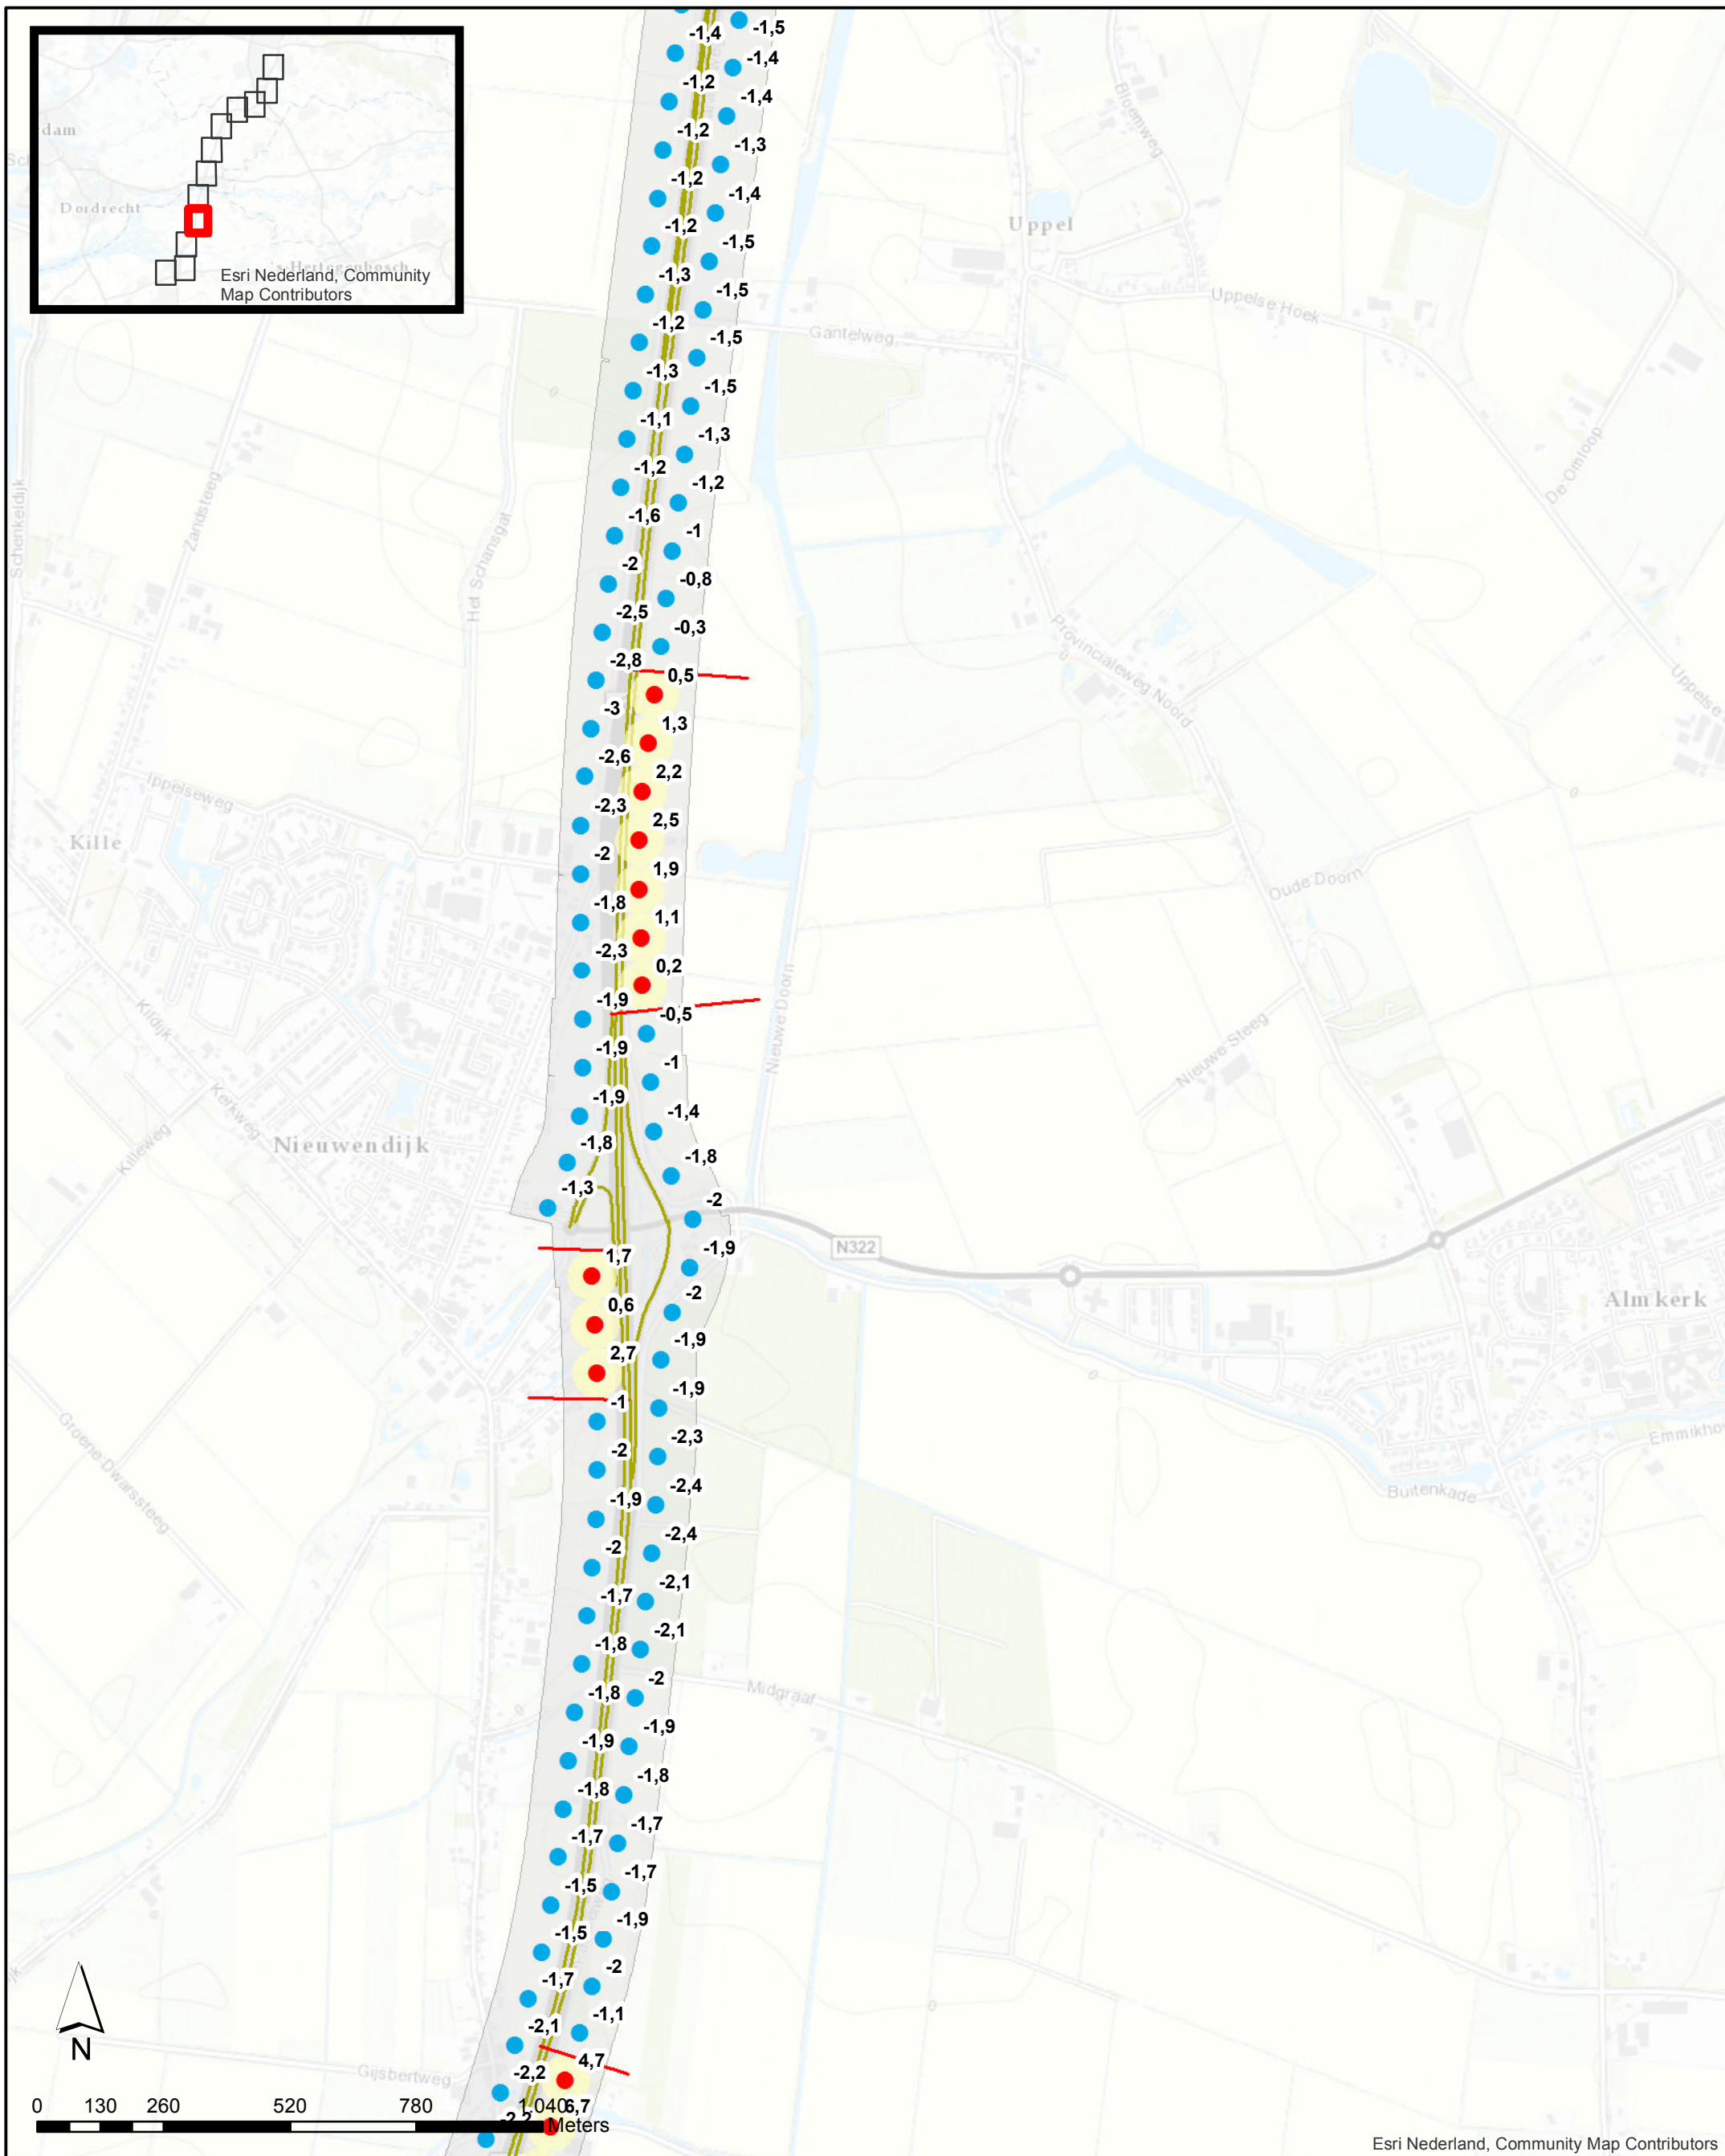 dam
Dordrecht
's-Hertogenbosch
Esri Nederland, Community
Map Contributors
-1,5
-1,4
-1,4
-1,2
-1,4
-1,2
-1,3
-1,2
-1,4
-1,2
-1,5
-1,3
-1,5
-1,2
-1,5
-1,3
-1,5
-1,1
-1,3
-1,2
-1,2
-1,6
-1
-2
-0,8
-2,5
-0,3
-2,8
0,5
-3
1,3
-2,6
2,2
-2,3
2,5
-2
1,9
-1,8
1,1
-2,3
0,2
-1,9
-0,5
-1,9
-1
-1,9
-1,4
-1,8
-1,8
-1,3
-2
1,7
-1,9
0,6
-2
2,7
-1,9
-1
-1,9
-2
-2,3
-1,9
-2,4
-2
-2,4
-1,7
-2,1
-1,8
-2,1
-1,8
-2
-1,9
-1,9
-1,8
-1,8
-1,7
-1,7
-1,5
-1,7
-1,5
-1,9
-1,7
-2
-2,1
-1,1
-2,2
4,7
-2,2
6,7
Bloemweg
Uppel
Uppelse Hoek
Gantelweg
De Omloop
Schenkeldijk
Zandsteeg
Het Schansgat
Provincialeweg Noord
Uppelse
Ippelseweg
Kille
Oude Doorn
Nieuwe Doorn
Nieuwe Steeg
Kildijk
Kerkweg
Killeweg
Nieuwendijk
N322
Almkerk
Groene Dwarssteeg
Emmikho
Buitenkade
Midgraaf
Gijsbertweg
N
0 130 260 520 780 1.040
Meters
Esri Nederland, Community Map Contributors